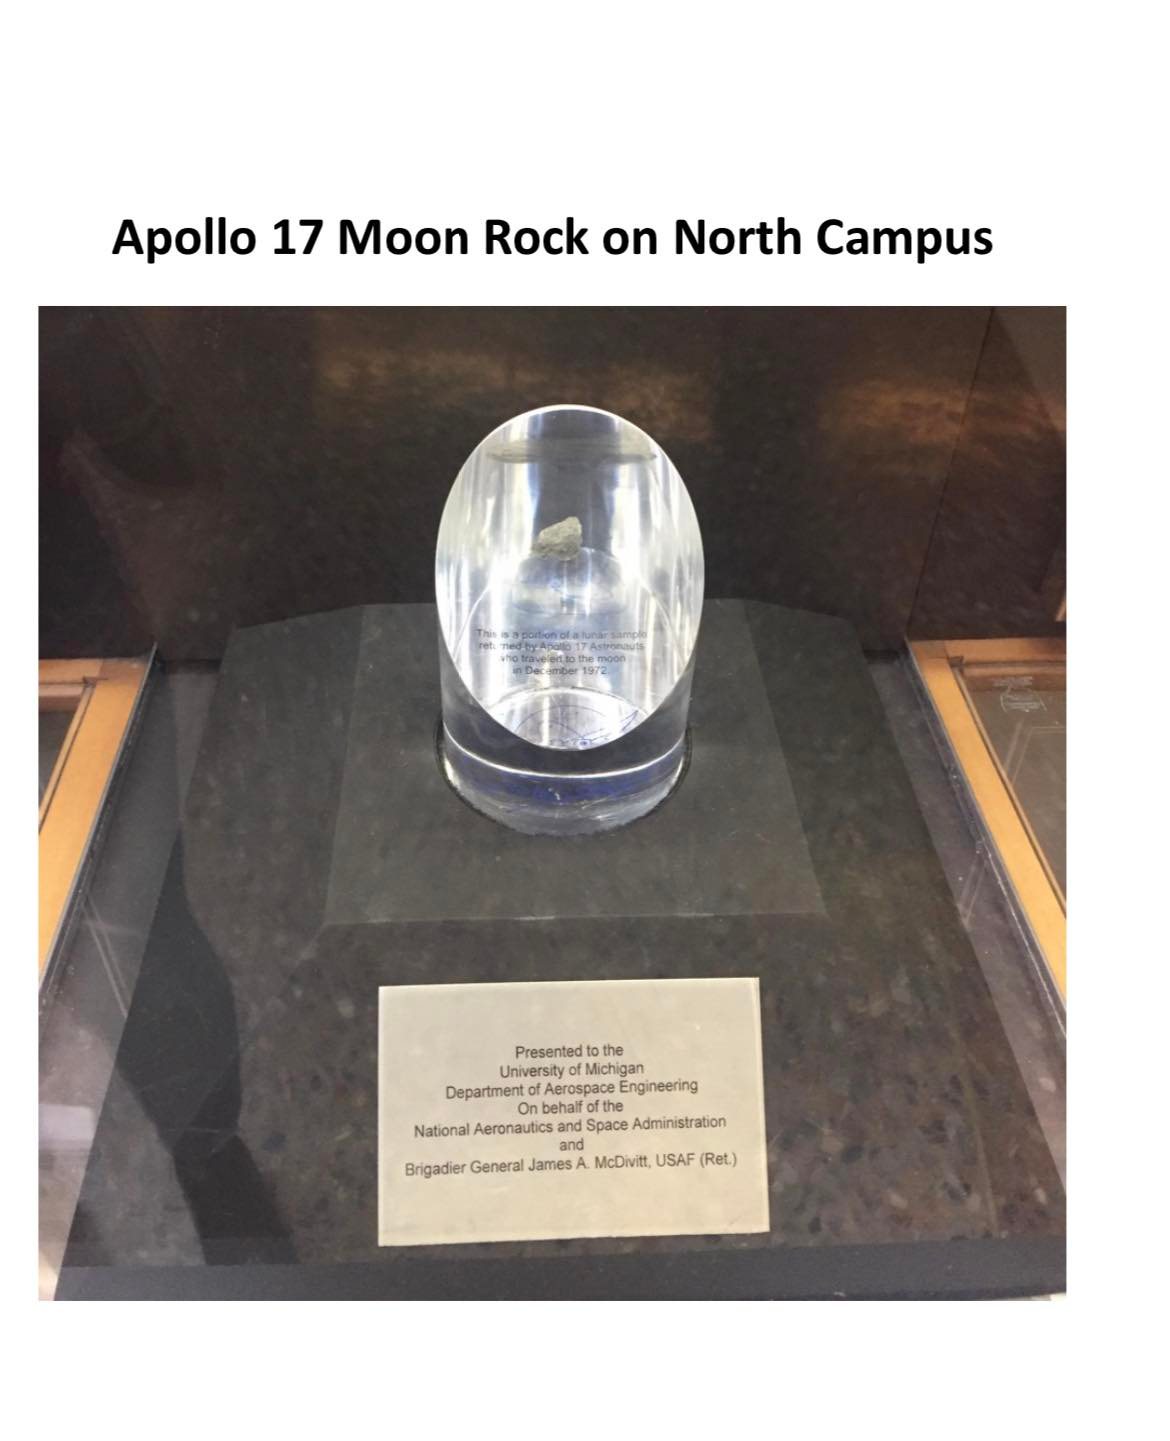 Apollo 17 Moon Rock on North Campus
This is a portion of a lunar sample
returned by Apollo 17 Astronauts
who traveled to the moon
in December 1972.
Presented to the
University of Michigan
Department of Aerospace Engineering
On behalf of the
National Aeronautics and Space Administration
and
Brigadier General James A. McDivitt, USAF (Ret.)